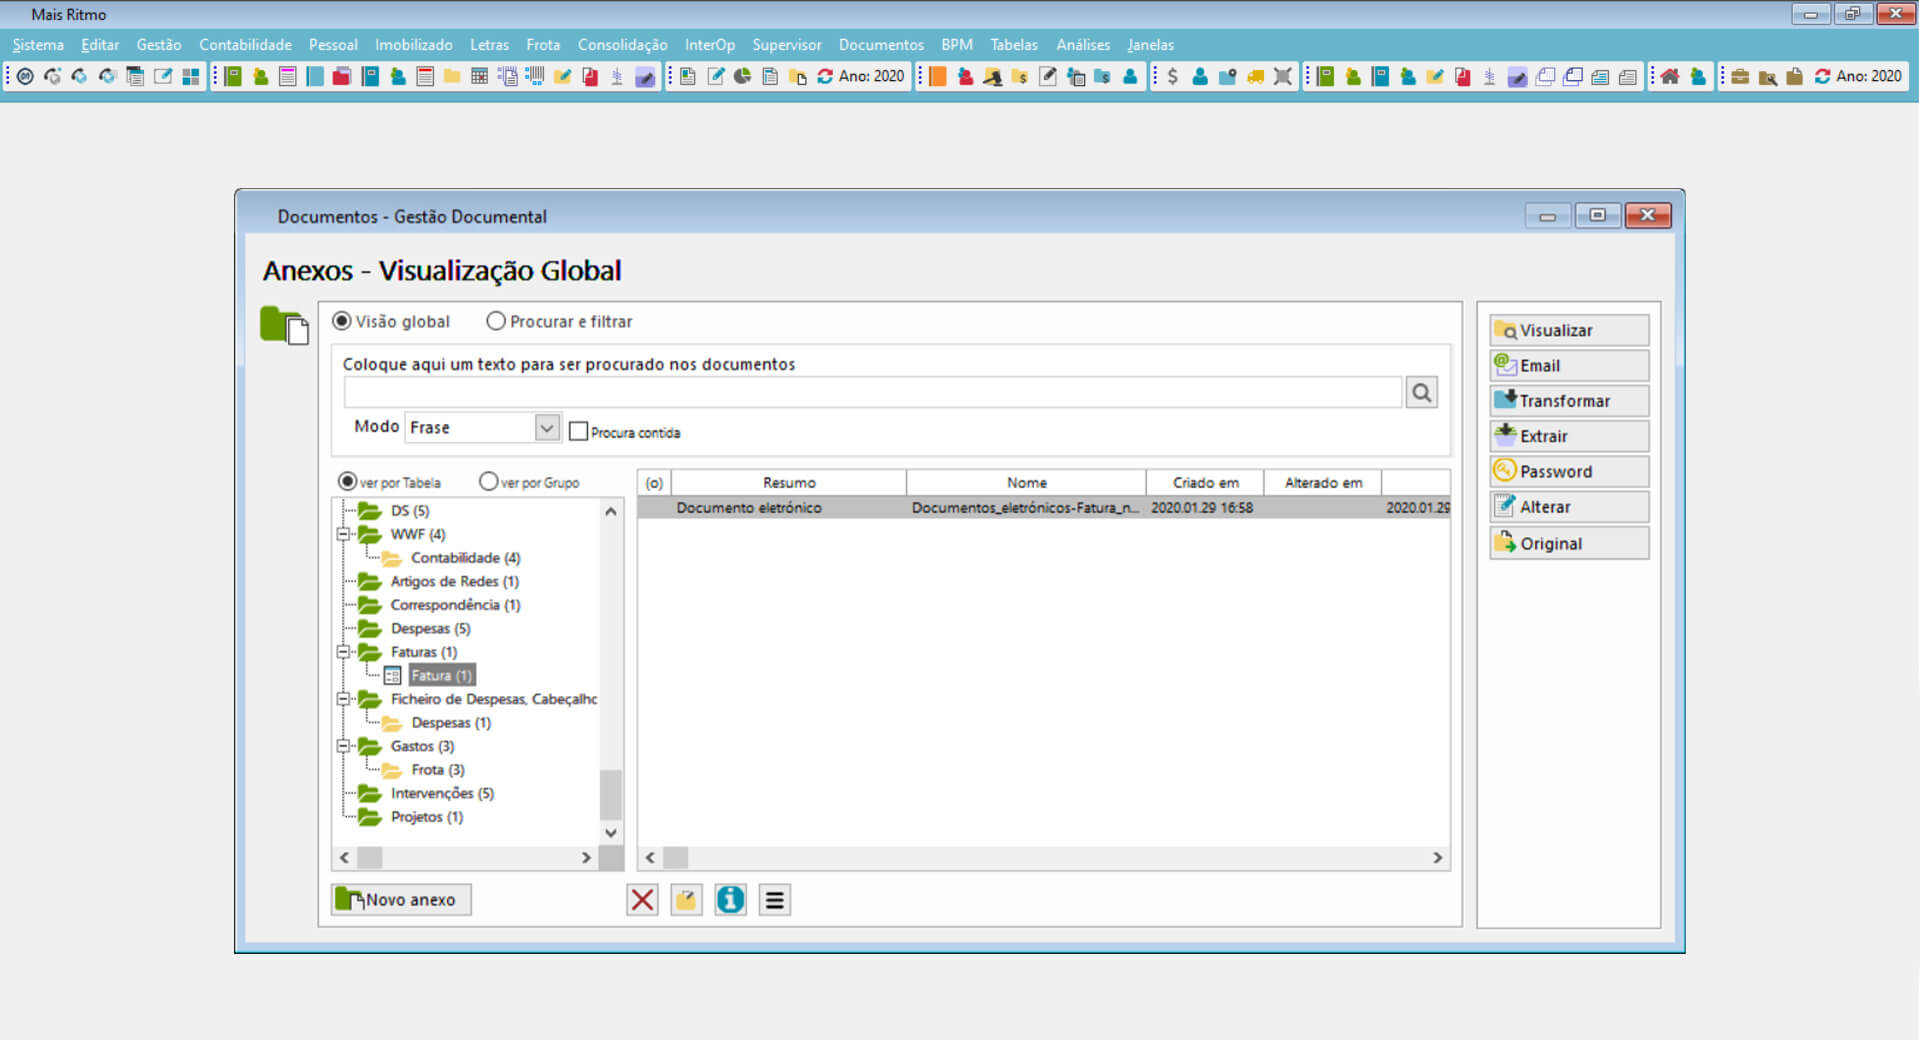 Mais Ritmo
Sistema Editar Gestão Contabilidade Pessoal Imobilizado Letras Frota Consolidação InterOp Supervisor Documentos BPM Tabelas Análises Janelas
Ano: 2020
Ano: 2020
Documentos - Gestão Documental
Anexos - Visualização Global
Visão global
Procurar e filtrar
Coloque aqui um texto para ser procurado nos documentos
Modo Frase
Procura contida
ver por Tabela
ver por Grupo
DS (5)
WWF (4)
Contabilidade (4)
Artigos de Redes (1)
Correspondência (1)
Despesas (5)
Faturas (1)
Fatura (1)
Ficheiro de Despesas, Cabeçalho
Despesas (1)
Gastos (3)
Frota (3)
Intervenções (5)
Projetos (1)
(o) Resumo Nome Criado em Alterado em
Documento eletrónico Documentos_eletrónicos-Fatura_n... 2020.01.29 16:58 2020.01.29
Novo anexo
Visualizar
Email
Transformar
Extrair
Password
Alterar
Original